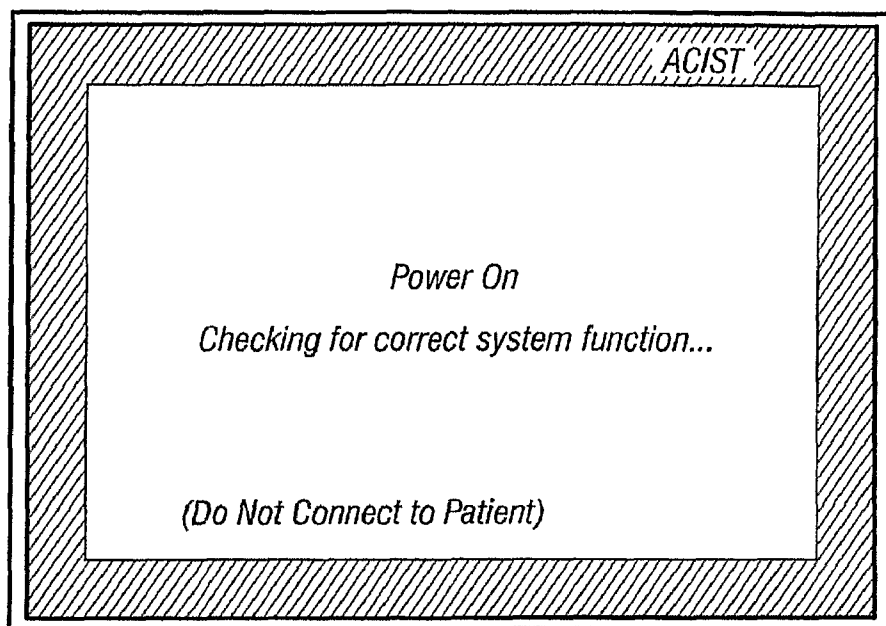 ACIST
Power On
Checking for correct system function...
(Do Not Connect to Patient)